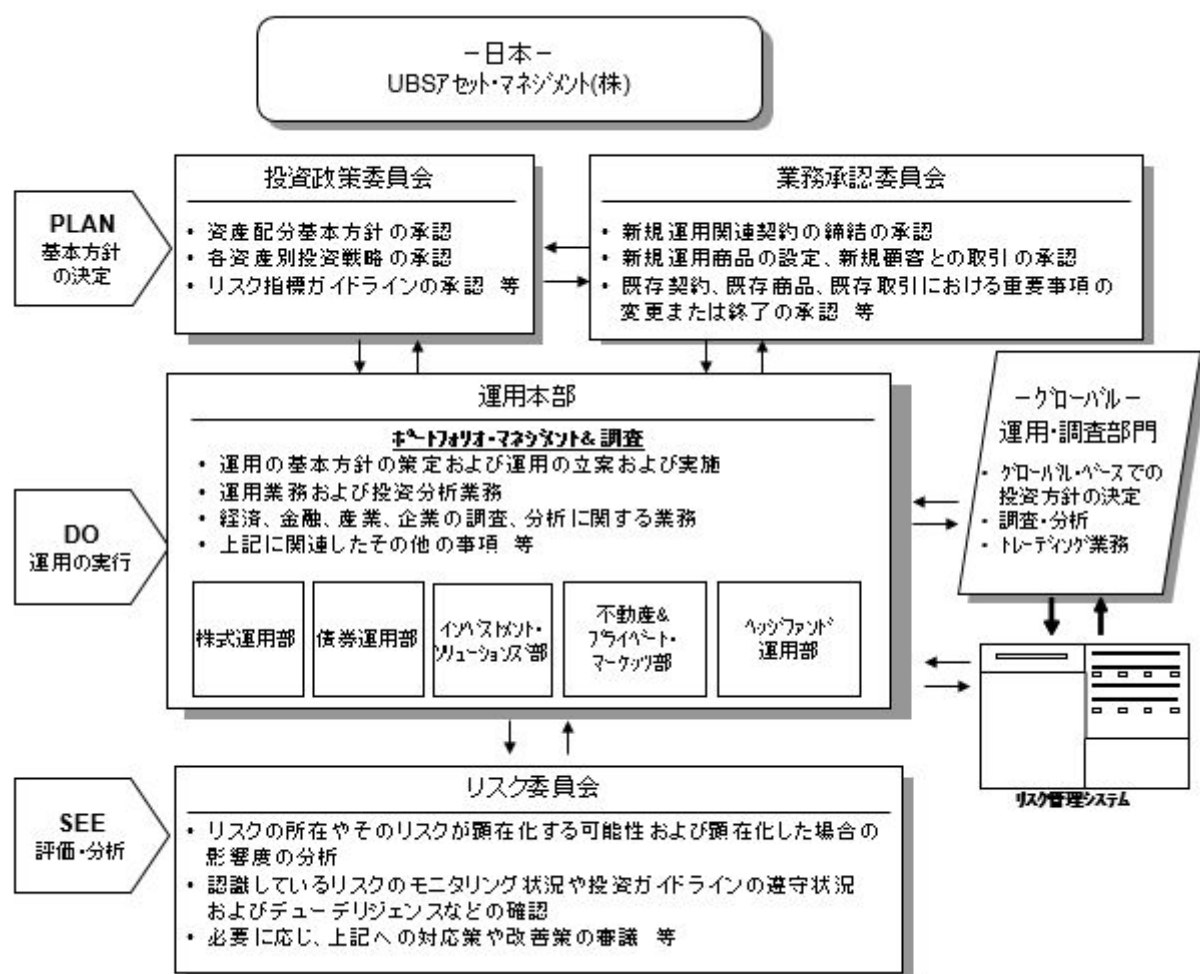 －日本－
UBSアセット・マネジメント(株)
PLAN
基本方針
の決定
投資政策委員会
・ 資産配分基本方針の承認
・ 各資産別投資戦略の承認
・ リスク指標ガイドラインの承認 等
業務承認委員会
・ 新規運用関連契約の締結の承認
・ 新規運用商品の設定、新規顧客との取引の承認
・ 既存契約、既存商品、既存取引における重要事項の
変更または終了の承認 等
DO
運用の実行
運用本部
ポートフォリオ・マネジメント&調査
・ 運用の基本方針の策定および運用の立案および実施
・ 運用業務および投資分析業務
・ 経済、金融、産業、企業の調査、分析に関する業務
・ 上記に関連したその他の事項 等
株式運用部
債券運用部
インベストメント・
ソリューションズ部
不動産&
プライベート・
マーケッツ部
ヘッジファンド
運用部
－グローバル－
運用・調査部門
・ グローバル・ベースでの
投資方針の決定
・ 調査・分析
・ トレーディング業務
リスク管理システム
SEE
評価・分析
リスク委員会
・ リスクの所在やそのリスクが顕在化する可能性および顕在化した場合の
影響度の分析
・ 認識しているリスクのモニタリング状況や投資ガイドラインの遵守状況
およびデューデリジェンスなどの確認
・ 必要に応じ、上記への対応策や改善策の審議 等